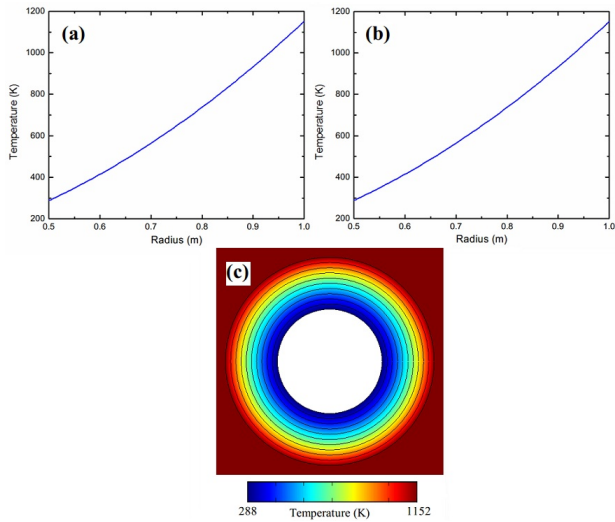 (a)
1200
1000
800
600
400
200
Temperature (K)
0.5 0.6 0.7 0.8 0.9 1.0
Radius (m)
(b)
1200
1000
800
600
400
200
Temperature (K)
0.5 0.6 0.7 0.8 0.9 1.0
Radius (m)
(c)
288 Temperature (K) 1152